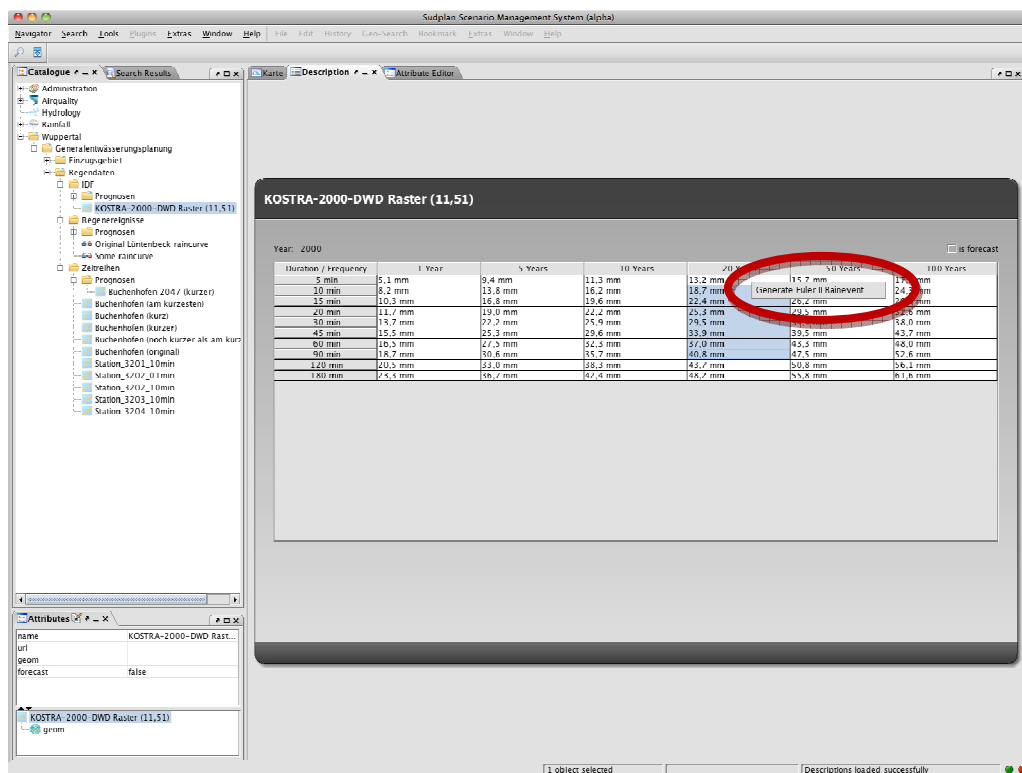 Sudplan Scenario Management System (alpha)
Navigator Search Tools Plugins Extras Window Help File Edit History Geo-Search Bookmark Extras Window Help
Catalogue Search Results
Administration
Airquality
Hydrology
Rainfall
Wuppertal
Generalentwässerungsplanung
Einzugsgebiet
Regendaten
IDF
Prognosen
KOSTRA-2000-DWD Raster (11,51)
Regenereignisse
Prognosen
Original Lüntenbeck raincurve
Some raincurve
Zeitreihen
Prognosen
Buchenhofen 2047 (kurzer)
Buchenhofen (am kurzesten)
Buchenhofen (kurz)
Buchenhofen (kurzer)
Buchenhofen (noch kurzer als am kurz
Buchenhofen (original)
Station_3201_10min
Station_3202_01min
Station_3202_10min
Station_3203_10min
Station_3204_10min
Attributes
name KOSTRA-2000-DWD Rast...
url
geom
forecast false
KOSTRA-2000-DWD Raster (11,51)
geom
Karte Description Attribute Editor
KOSTRA-2000-DWD Raster (11,51)
Year: 2000 is forecast
Duration / Frequency 1 Year 5 Years 10 Years 20 50 Years 100 Years
5 min 5,1 mm 9,4 mm 11,3 mm 13,2 mm 15,7 mm
10 min 8,2 mm 13,8 mm 16,2 mm 18,7 mm
Generate Euler II Rainevent
15 min 10,3 mm 16,8 mm 19,6 mm 22,4 mm 26,2 mm
20 min 11,7 mm 19,0 mm 22,2 mm 25,3 mm 29,5 mm
30 min 13,7 mm 22,2 mm 25,9 mm 29,5 mm 38,0 mm
45 min 15,5 mm 25,3 mm 29,6 mm 33,9 mm 39,5 mm 43,7 mm
60 min 16,5 mm 27,5 mm 32,3 mm 37,0 mm 43,3 mm 48,0 mm
90 min 18,7 mm 30,6 mm 35,7 mm 40,8 mm 47,5 mm 52,6 mm
120 min 20,5 mm 33,0 mm 38,3 mm 43,7 mm 50,8 mm 56,1 mm
180 min 23,3 mm 36,7 mm 42,4 mm 48,2 mm 55,8 mm 61,6 mm
1 object selected Descriptions loaded successfully